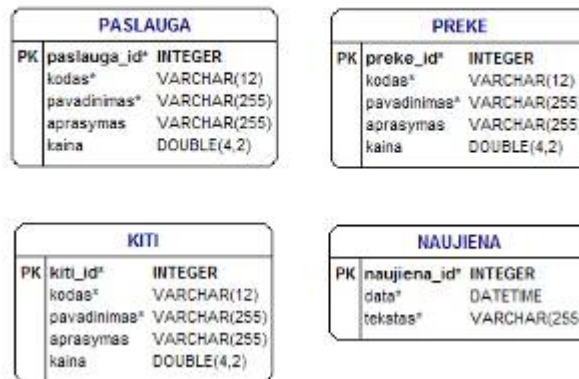 PASLAUGA
PK paslauga_id* INTEGER
kodas* VARCHAR(12)
pavadinimas* VARCHAR(255)
aprasymas VARCHAR(255)
kaina DOUBLE(4,2)
PREKE
PK preke_id* INTEGER
kodas* VARCHAR(12)
pavadinimas* VARCHAR(255
aprasymas VARCHAR(255
kaina DOUBLE(4,2)
KITI
PK kiti_id* INTEGER
kodas* VARCHAR(12)
pavadinimas* VARCHAR(255)
aprasymas VARCHAR(255)
kaina DOUBLE(4,2)
NAUJIENA
PK naujiena_id* INTEGER
data* DATETIME
tekstas* VARCHAR(255